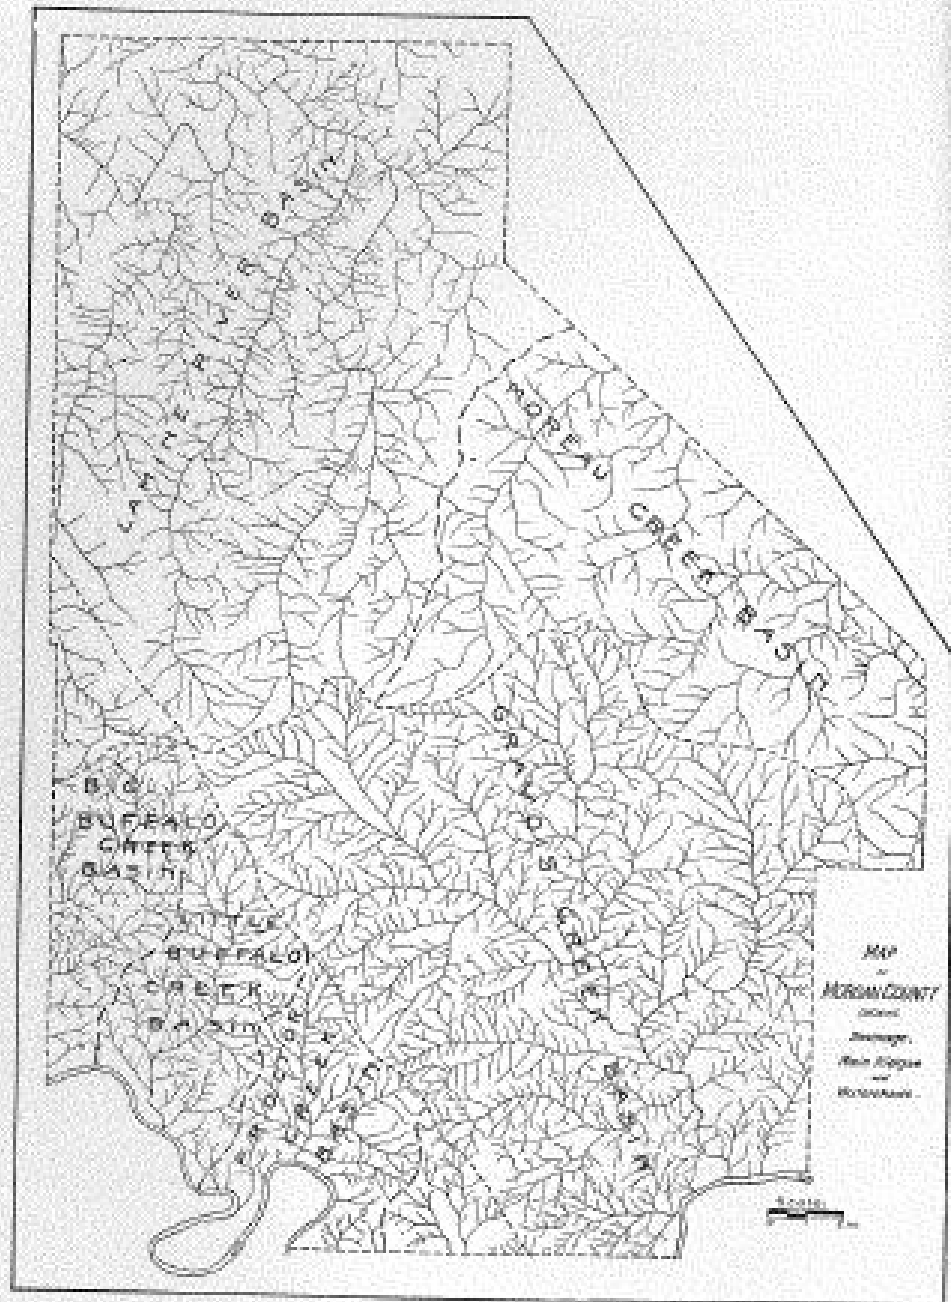 RIVER BASIN
MOREAU CREEK BASIN
GRAVOIS CREEK BASIN
BIG
BUFFALO
CREEK
BASIN
LITTLE
BUFFALO
CREEK
BASIN
CREEK
BASIN
MAP
MORGAN COUNTY
Drainage,
Scale.